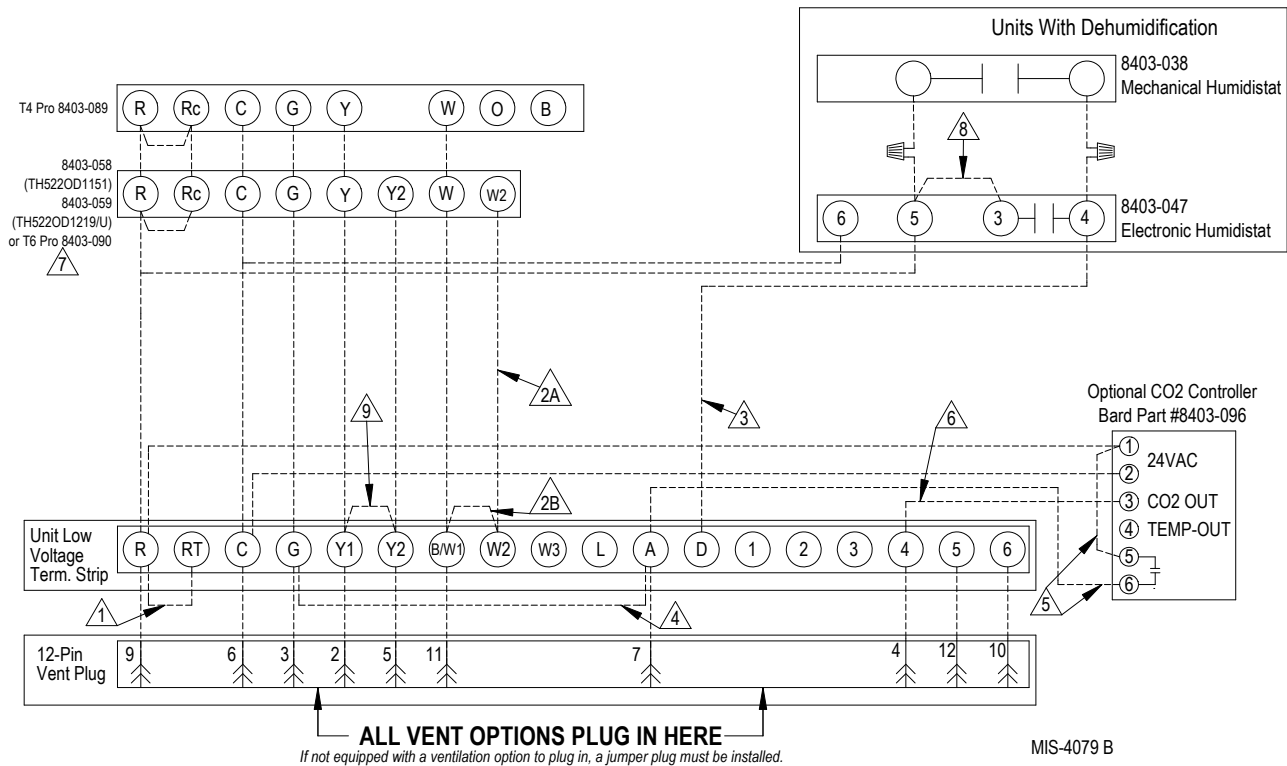 Units With Dehumidification
8403-038
Mechanical Humidistat
8
6 5 3 4
8403-047
Electronic Humidistat
T4 Pro 8403-089
R Rc C G Y W O B
8403-058
(TH522OD1151)
8403-059
(TH522OD1219/U)
or T6 Pro 8403-090
7
R Rc C G Y Y2 W W2
2A
9
3
6
2B
Optional CO2 Controller
Bard Part #8403-096
1
24VAC
2
3 CO2 OUT
4 TEMP-OUT
5
6
5
Unit Low
Voltage
Term. Strip
R RT C G Y1 Y2 B/W1 W2 W3 L A D 1 2 3 4 5 6
1
4
12-Pin
Vent Plug
9 6 3 2 5 11 7 4 12 10
ALL VENT OPTIONS PLUG IN HERE
If not equipped with a ventilation option to plug in, a jumper plug must be installed.
MIS-4079 B